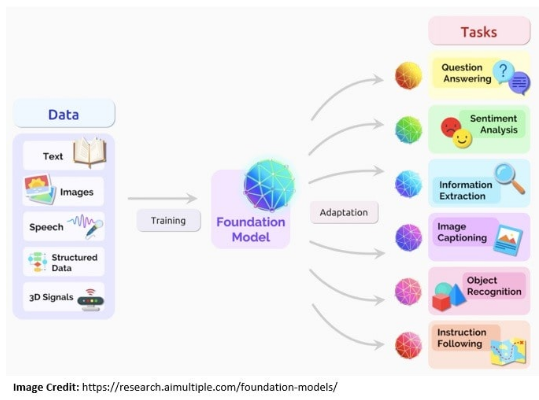 Tasks
Question
Answering
Data
Sentiment
Analysis
Text
Images
Information
Extraction
Speech
Training
Foundation
Model
Adaptation
Image
Captioning
Structured
Data
3D Signals
Object
Recognition
Instruction
Following
Image Credit: https://research.aimultiple.com/foundation-models/